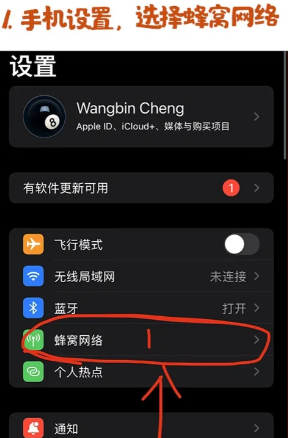 1. 手机设置，选择蜂窝网络
设置
8
Wangbin Cheng
Apple ID、iCloud+、媒体与购买项目
有软件更新可用 1
飞行模式
无线局域网 未连接
蓝牙 打开
蜂窝网络 1
个人热点
通知